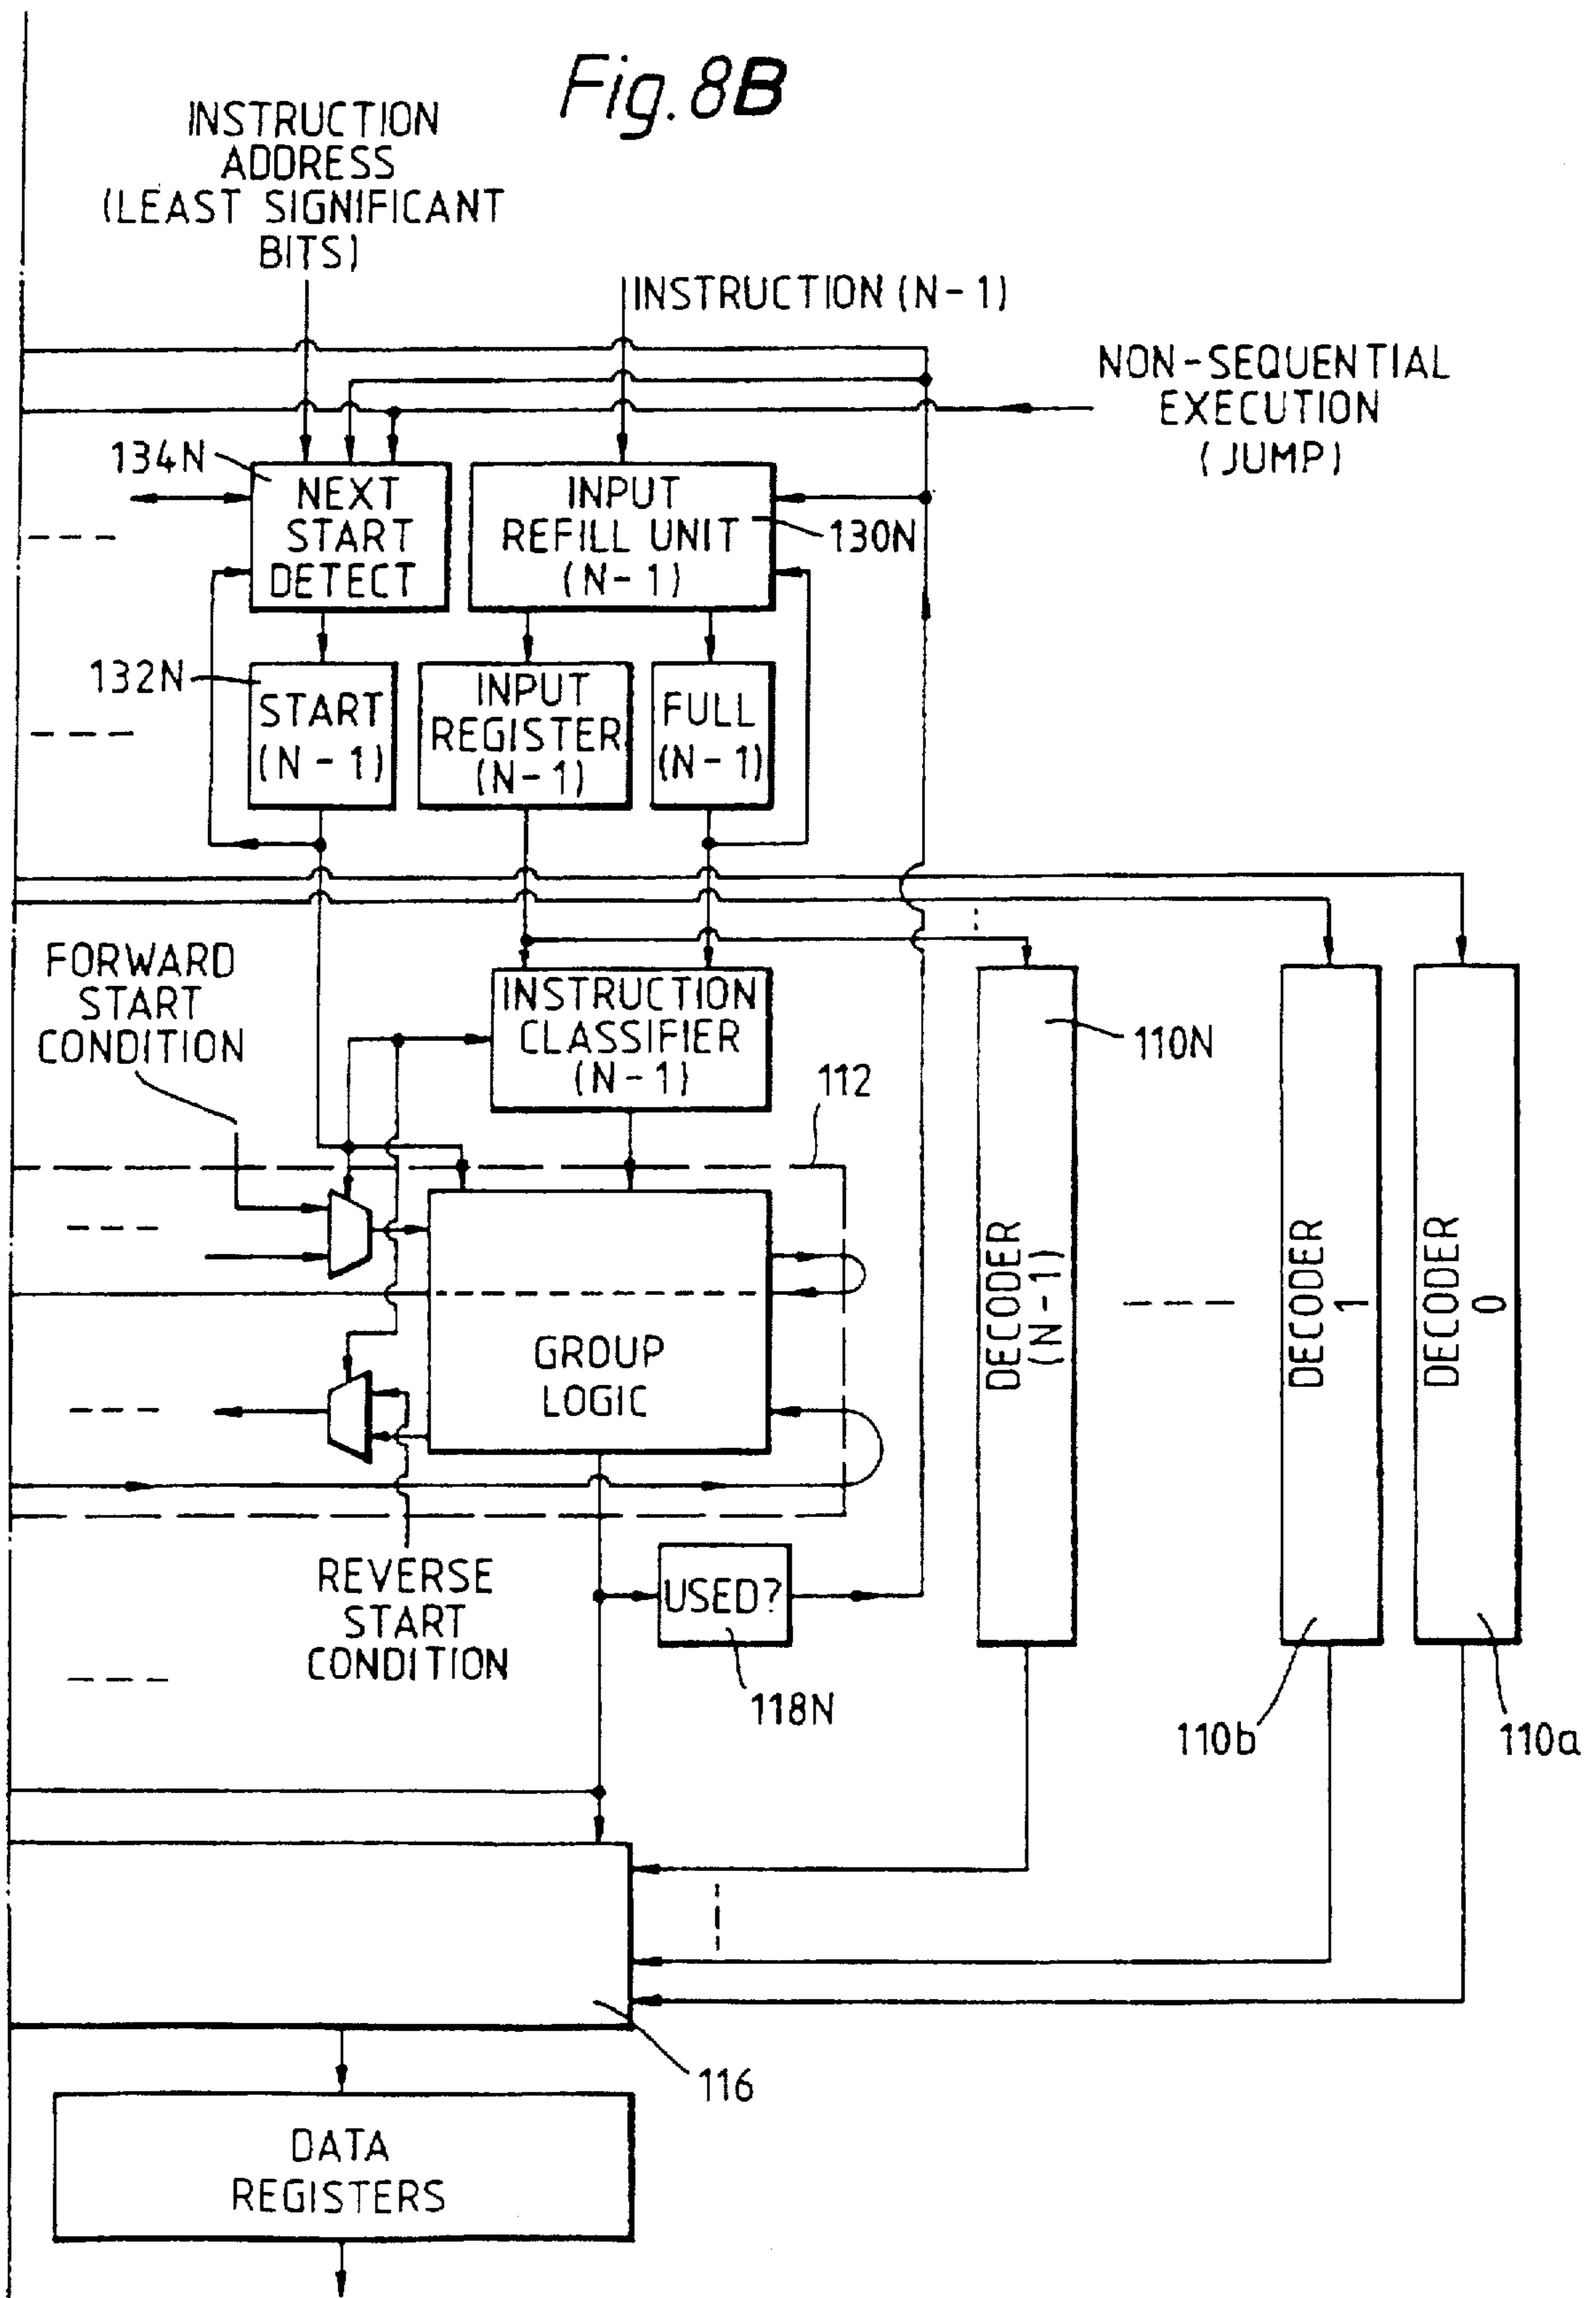 Fig. 8B
INSTRUCTION
ADDRESS
(LEAST SIGNIFICANT
BITS)
INSTRUCTION (N-1)
NON-SEQUENTIAL
EXECUTION
(JUMP)
134N
NEXT
START
DETECT
INPUT
REFILL UNIT
(N-1)
130N
132N
START
(N-1)
INPUT
REGISTER
(N-1)
FULL
(N-1)
FORWARD
START
CONDITION
INSTRUCTION
CLASSIFIER
(N-1)
110N
112
GROUP
LOGIC
DECODER
(N-1)
DECODER
1
DECODER
0
REVERSE
START
CONDITION
USED?
118N
110b
110a
116
DATA
REGISTERS